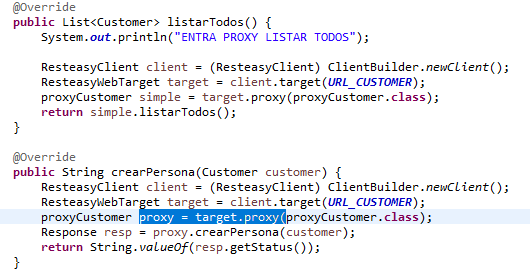 @Override
public List<Customer> listarTodos() {
System.out.println("ENTRA PROXY LISTAR TODOS");
ResteasyClient client = (ResteasyClient) ClientBuilder.newClient();
ResteasyWebTarget target = client.target(URL_CUSTOMER);
proxyCustomer simple = target.proxy(proxyCustomer.class);
return simple.listarTodos();
}
@Override
public String crearPersona(Customer customer) {
ResteasyClient client = (ResteasyClient) ClientBuilder.newClient();
ResteasyWebTarget target = client.target(URL_CUSTOMER);
proxyCustomer proxy = target.proxy(proxyCustomer.class);
Response resp = proxy.crearPersona(customer);
return String.valueOf(resp.getStatus());
}